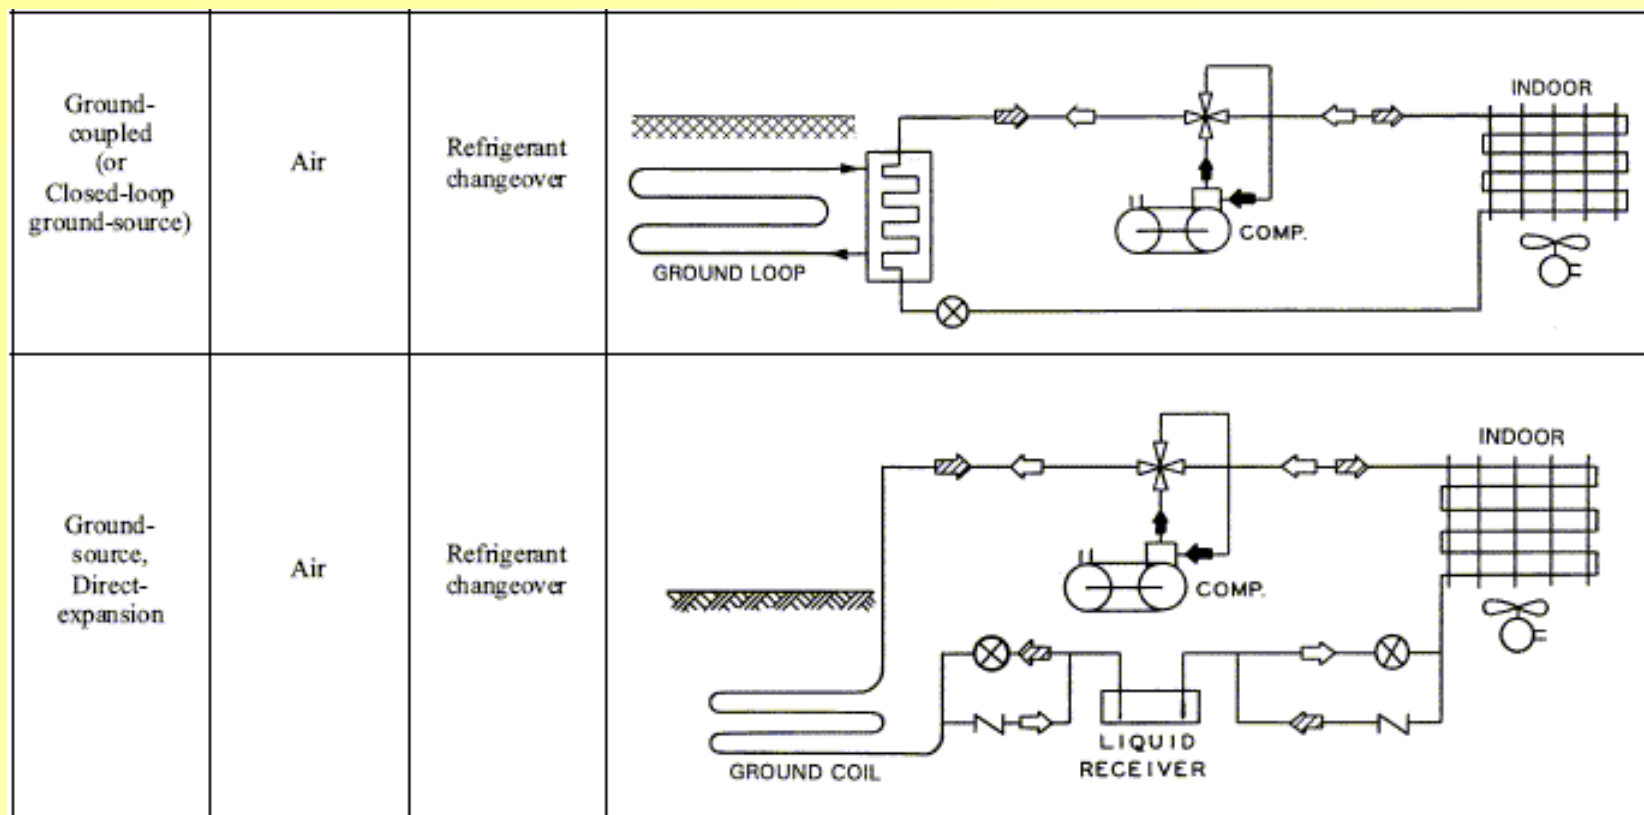 Ground-
coupled
(or
Closed-loop
ground-source)
Air
Refrigerant
changeover
INDOOR
COMP.
GROUND LOOP
Ground-
source,
Direct-
expansion
Air
Refrigerant
changeover
INDOOR
COMP.
LIQUID
RECEIVER
GROUND COIL